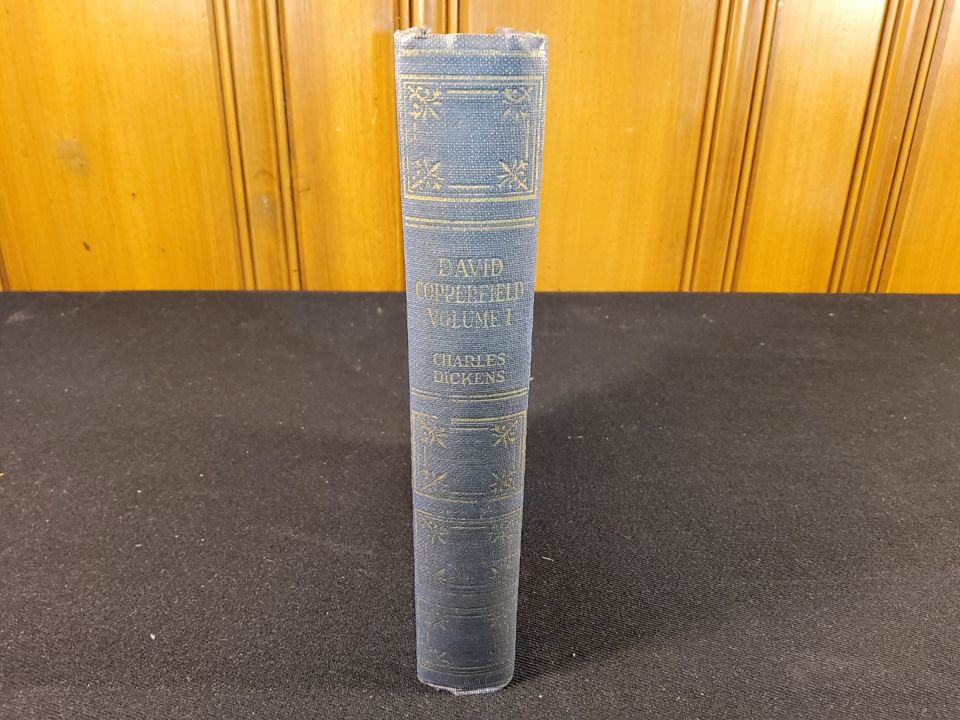 DAVID
COPPERFIELD
VOLUME I
CHARLES
DICKENS